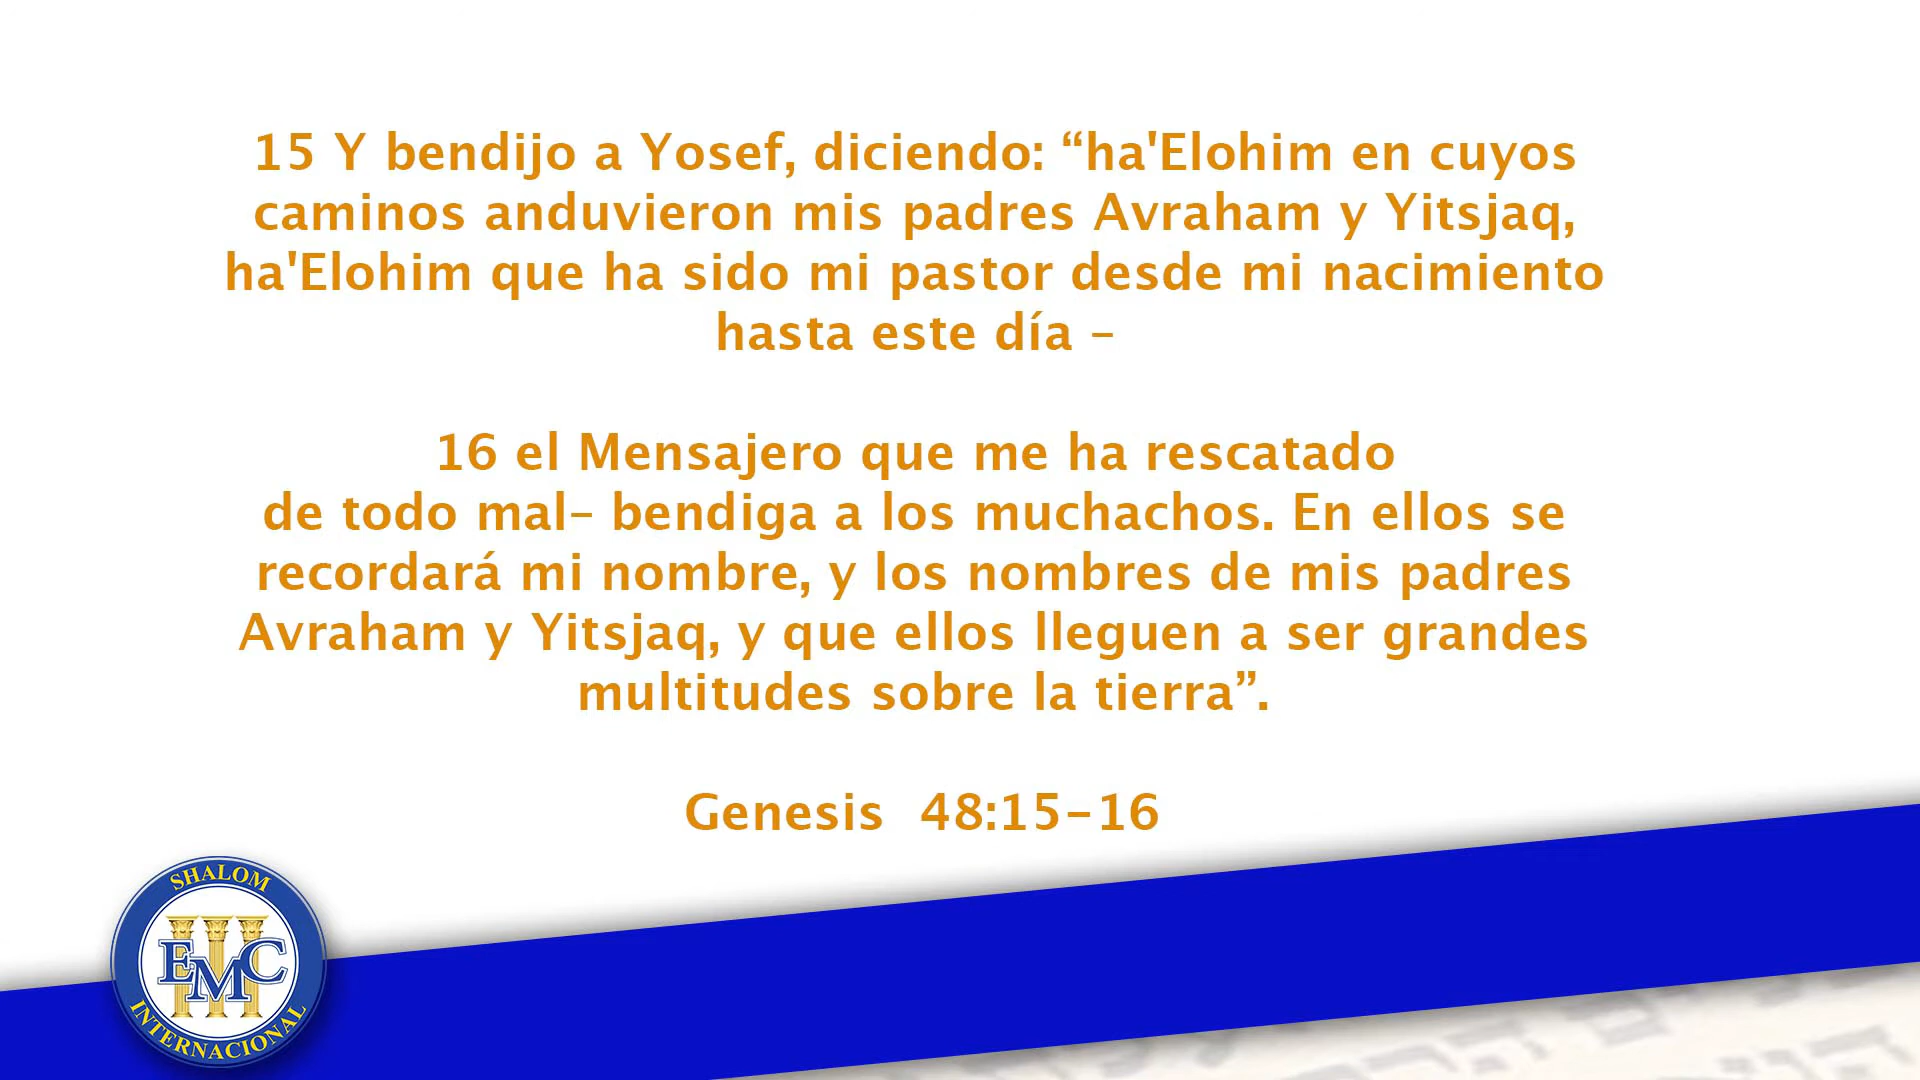 15 Y bendijo a Yosef, diciendo: “ha'Elohim en cuyos
caminos anduvieron mis padres Avraham y Yitsjaq,
ha'Elohim que ha sido mi pastor desde mi nacimiento
hasta este día –
16 el Mensajero que me ha rescatado
de todo mal– bendiga a los muchachos. En ellos se
recordará mi nombre, y los nombres de mis padres
Avraham y Yitsjaq, y que ellos lleguen a ser grandes
multitudes sobre la tierra”.
Genesis  48:15-16
SHALOM
EMC
INTERNACIONAL